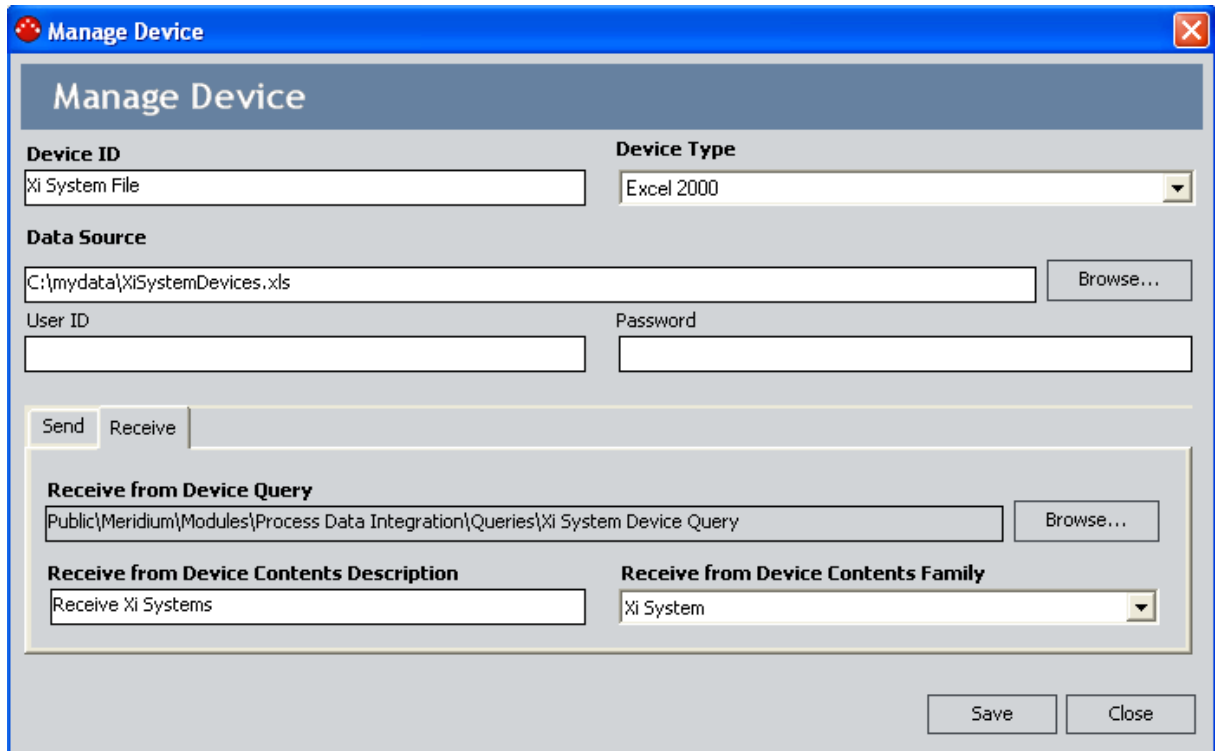 Manage Device
Manage Device
Device ID
Device Type
Xi System File
Excel 2000
Data Source
C:\mydata\XiSystemDevices.xls
Browse...
User ID
Password
Send
Receive
Receive from Device Query
Public\Meridium\Modules\Process Data Integration\Queries\Xi System Device Query
Browse...
Receive from Device Contents Description
Receive from Device Contents Family
Receive Xi Systems
Xi System
Save
Close